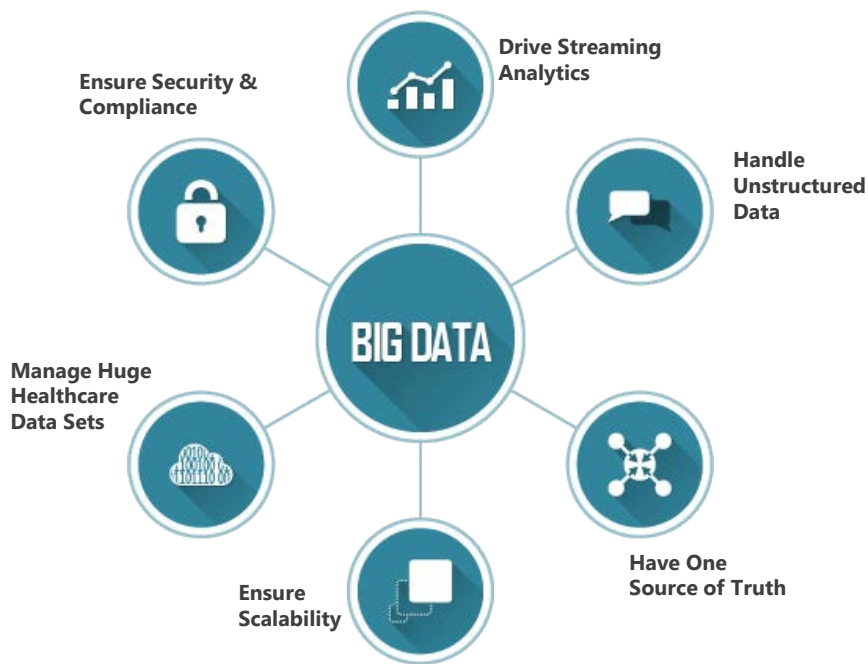 Drive Streaming
Analytics
Ensure Security &
Compliance
Handle
Unstructured
Data
BIG DATA
Manage Huge
Healthcare
Data Sets
Have One
Source of Truth
Ensure
Scalability